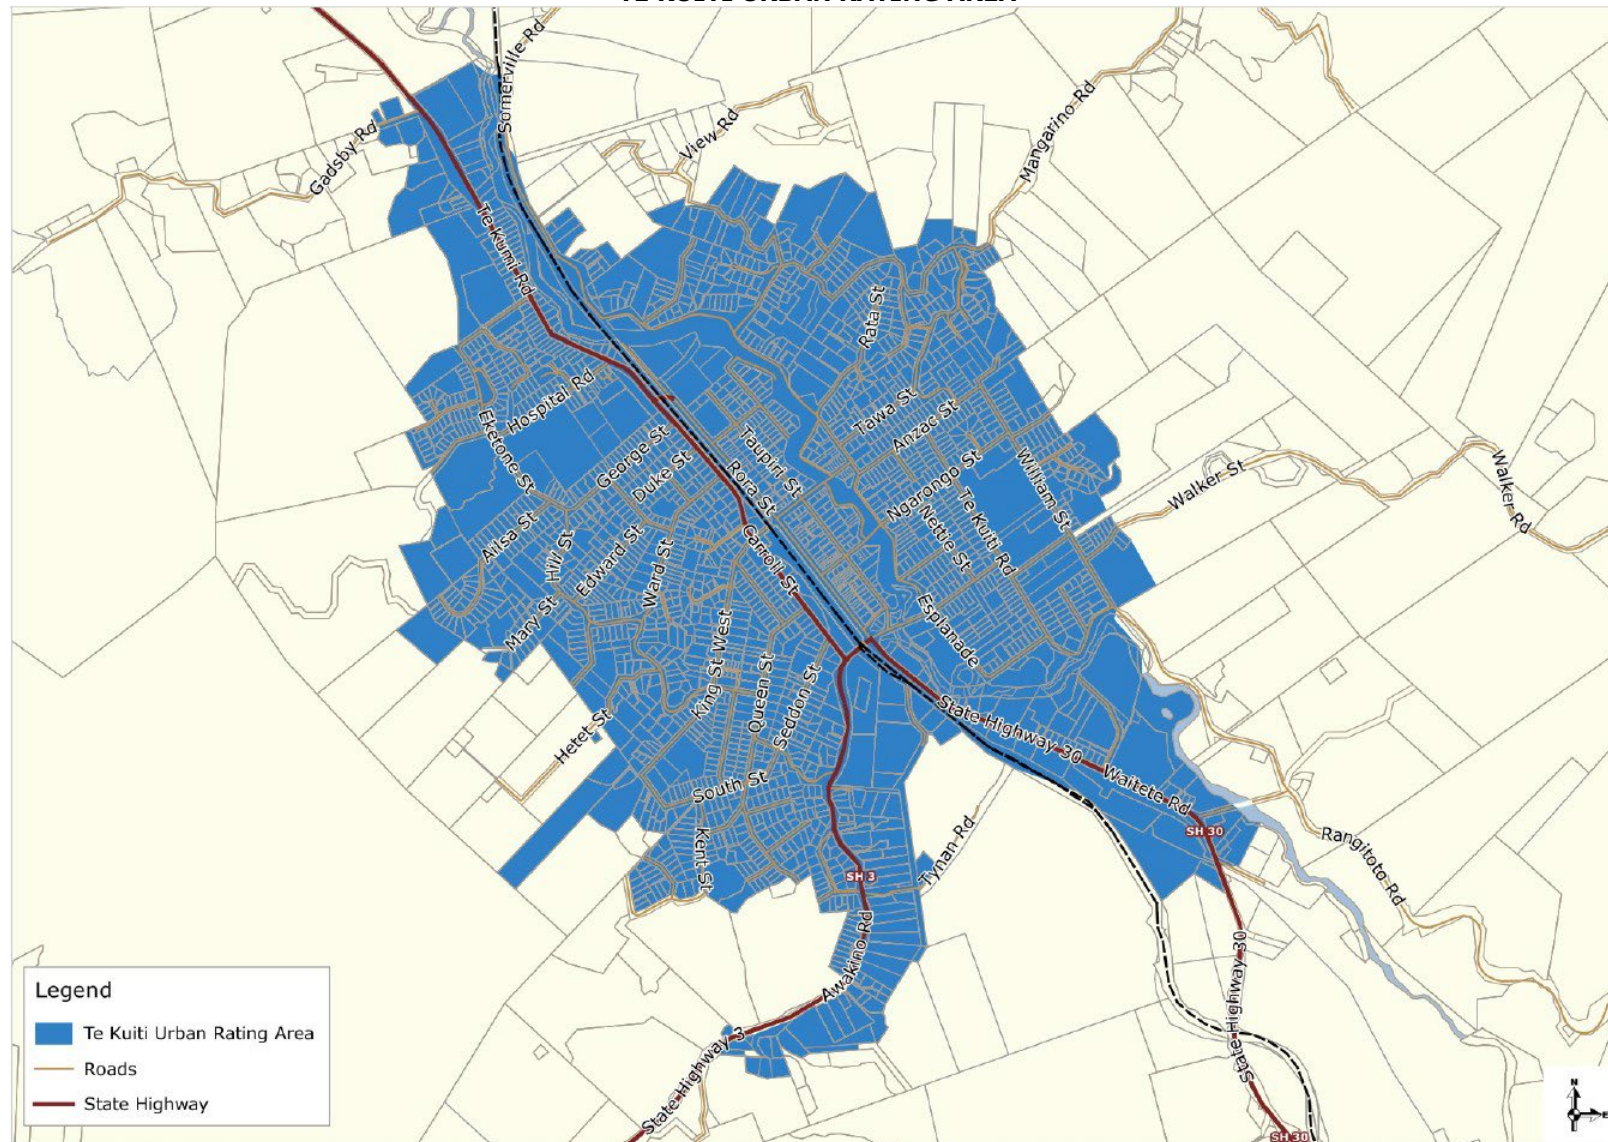 TE KUITI URBAN RATING AREA
Somerville Rd
View Rd
Mangarino Rd
Gadsby Rd
Te Kumi Rd
Rata St
Hospital Rd
Eketone St
George St
Duke St
Taupiri St
Rora St
Tawa St
Anzac St
Ngarongo St
William St
Te Kuiti Rd
Nettie St
Walker St
Walker Rd
Ailsa St
Hill St
Edward St
Ward St
Carroll St
Mary St
Esplanade
King St West
Queen St
Seddon St
Hetet St
South St
Kent St
State Highway 30
Waitete Rd
SH 30
Rangitoto Rd
Tynan Rd
SH 3
Awakino Rd
State Highway 3
State Highway 30
SH 30
Legend
Te Kuiti Urban Rating Area
Roads
State Highway
N
E